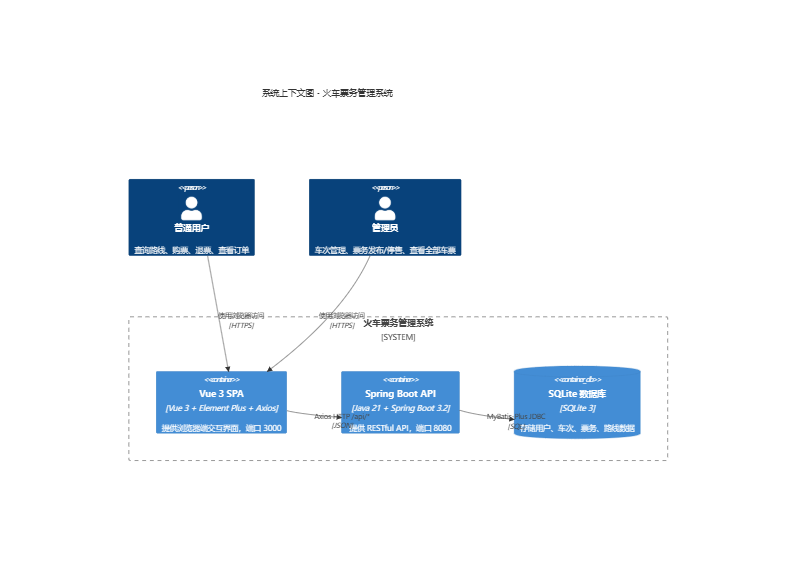 系统上下文图 - 火车票务管理系统
<<person>>
普通用户
查询路线、购票、退票、查看订单
<<person>>
管理员
车次管理、票务发布/停售、查看全部车票
使用浏览器访问
[HTTPS]
使用浏览器访问
[HTTPS]
火车票务管理系统
[SYSTEM]
<<container>>
Vue 3 SPA
[Vue 3 + Element Plus + Axios]
提供浏览器端交互界面，端口 3000
Axios HTTP /api/*
[JSON]
<<container>>
Spring Boot API
[Java 21 + Spring Boot 3.2]
提供 RESTful API，端口 8080
MyBatis-Plus JDBC
<<container_db>>
SQLite 数据库
[SQLite 3]
存储用户、车次、票务、路线数据